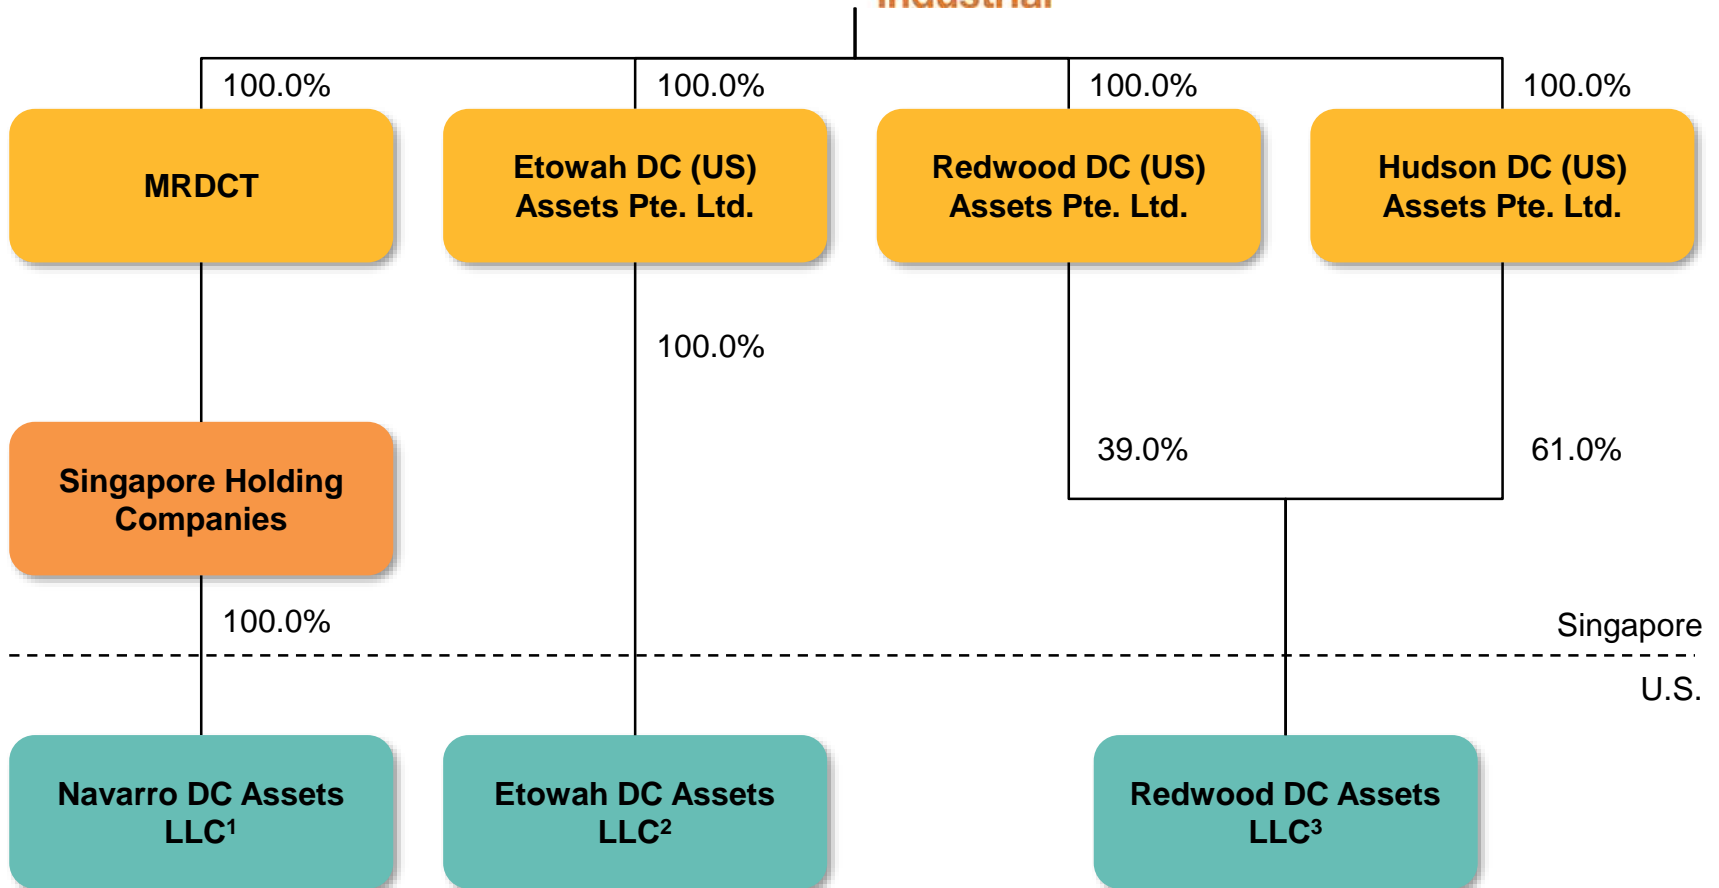 Industrial
100.0%
100.0%
100.0%
100.0%
MRDCT
Etowah DC (US)
Assets Pte. Ltd.
Redwood DC (US)
Assets Pte. Ltd.
Hudson DC (US)
Assets Pte. Ltd.
100.0%
39.0%
61.0%
Singapore Holding
Companies
100.0%
Singapore
U.S.
Navarro DC Assets
LLC¹
Etowah DC Assets
LLC²
Redwood DC Assets
LLC³